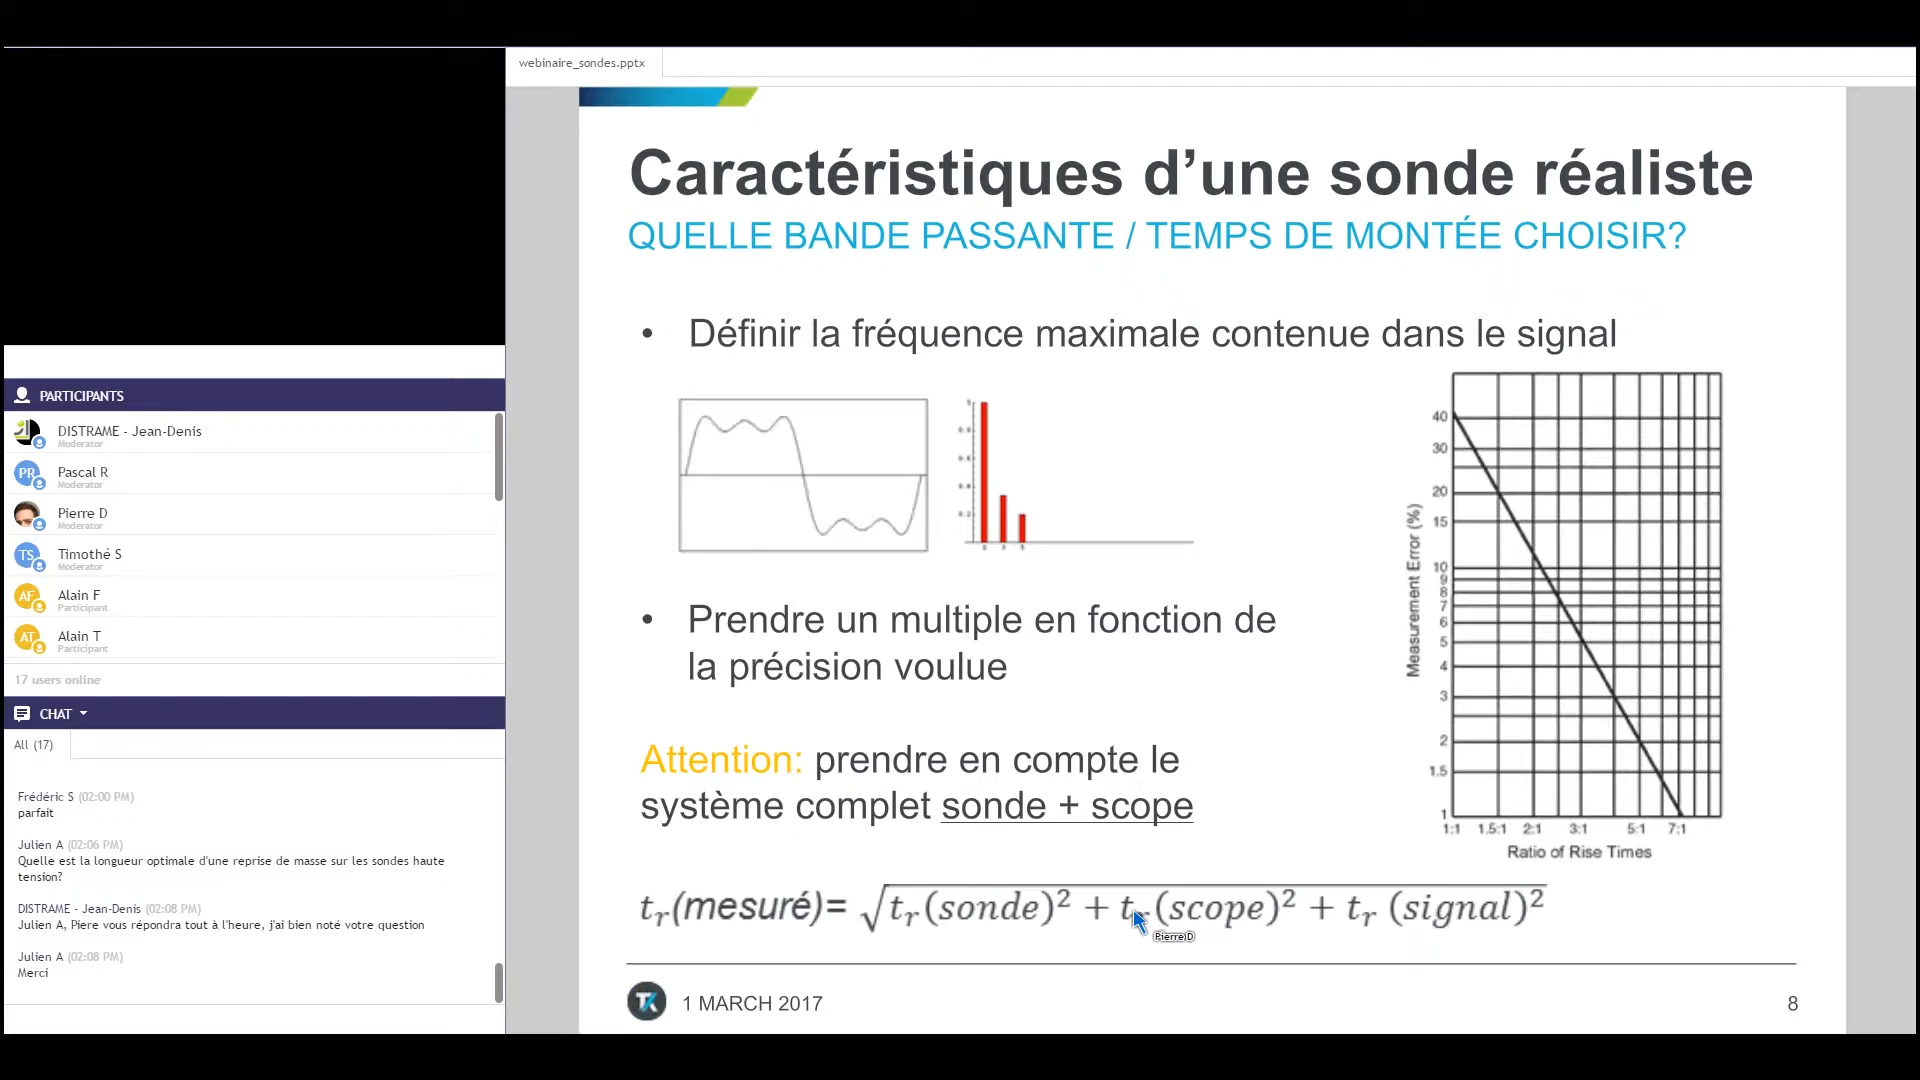 webinaire_sondes.pptx
PARTICIPANTS
DISTRAME - Jean-Denis
Moderator
PR
Pascal R
Moderator
Pierre D
Moderator
TS
Timothé S
Moderator
AF
Alain F
Participant
AT
Alain T
Participant
17 users online
CHAT
All (17)
Frédéric S (02:00 PM)
parfait
Julien A (02:06 PM)
Quelle est la longueur optimale d'une reprise de masse sur les sondes haute
tension?
DISTRAME - Jean-Denis (02:08 PM)
Julien A, Piere vous répondra tout à l'heure, j'ai bien noté votre question
Julien A (02:08 PM)
Merci
Caractéristiques d’une sonde réaliste
QUELLE BANDE PASSANTE / TEMPS DE MONTÉE CHOISIR?
• Définir la fréquence maximale contenue dans le signal
• Prendre un multiple en fonction de
la précision voulue
Attention: prendre en compte le
système complet sonde + scope
Measurement Error (%)
40
30
20
15
10
9
8
7
6
5
4
3
2
1.5
1
1:1 1.5:1 2:1 3:1 5:1 7:1
Ratio of Rise Times
tr(mesuré)= √tr(sonde)² + tr(scope)² + tr (signal)²
Pierre D
1 MARCH 2017
8